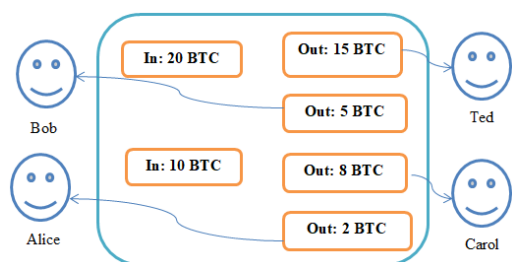 In: 20 BTC
Out: 15 BTC
Bob
Out: 5 BTC
Ted
In: 10 BTC
Out: 8 BTC
Alice
Out: 2 BTC
Carol